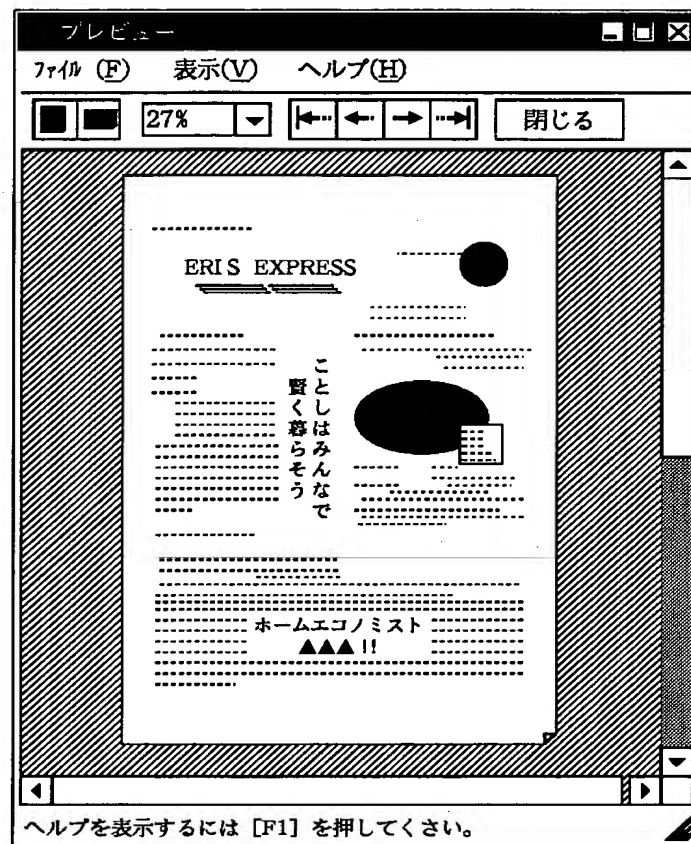 プレビュー
ファイル (F) 表示(V) ヘルプ(H)
27% 閉じる
ERIS EXPRESS
ことしはみんなで
賢く暮らそう
ホームエコノミスト
▲▲▲!!
ヘルプを表示するには [F1] を押してくさい。